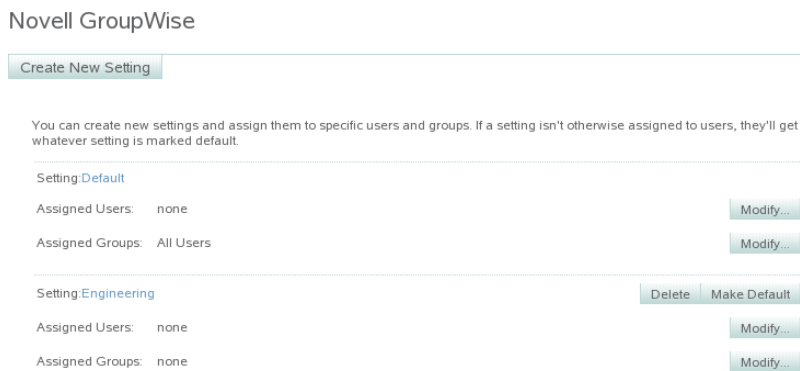 Novell GroupWise
Create New Setting
You can create new settings and assign them to specific users and groups. If a setting isn't otherwise assigned to users, they'll get
whatever setting is marked default.
Setting:Default
Assigned Users: none Modify...
Assigned Groups: All Users Modify...
Setting:Engineering Delete Make Default
Assigned Users: none Modify...
Assigned Groups: none Modify...